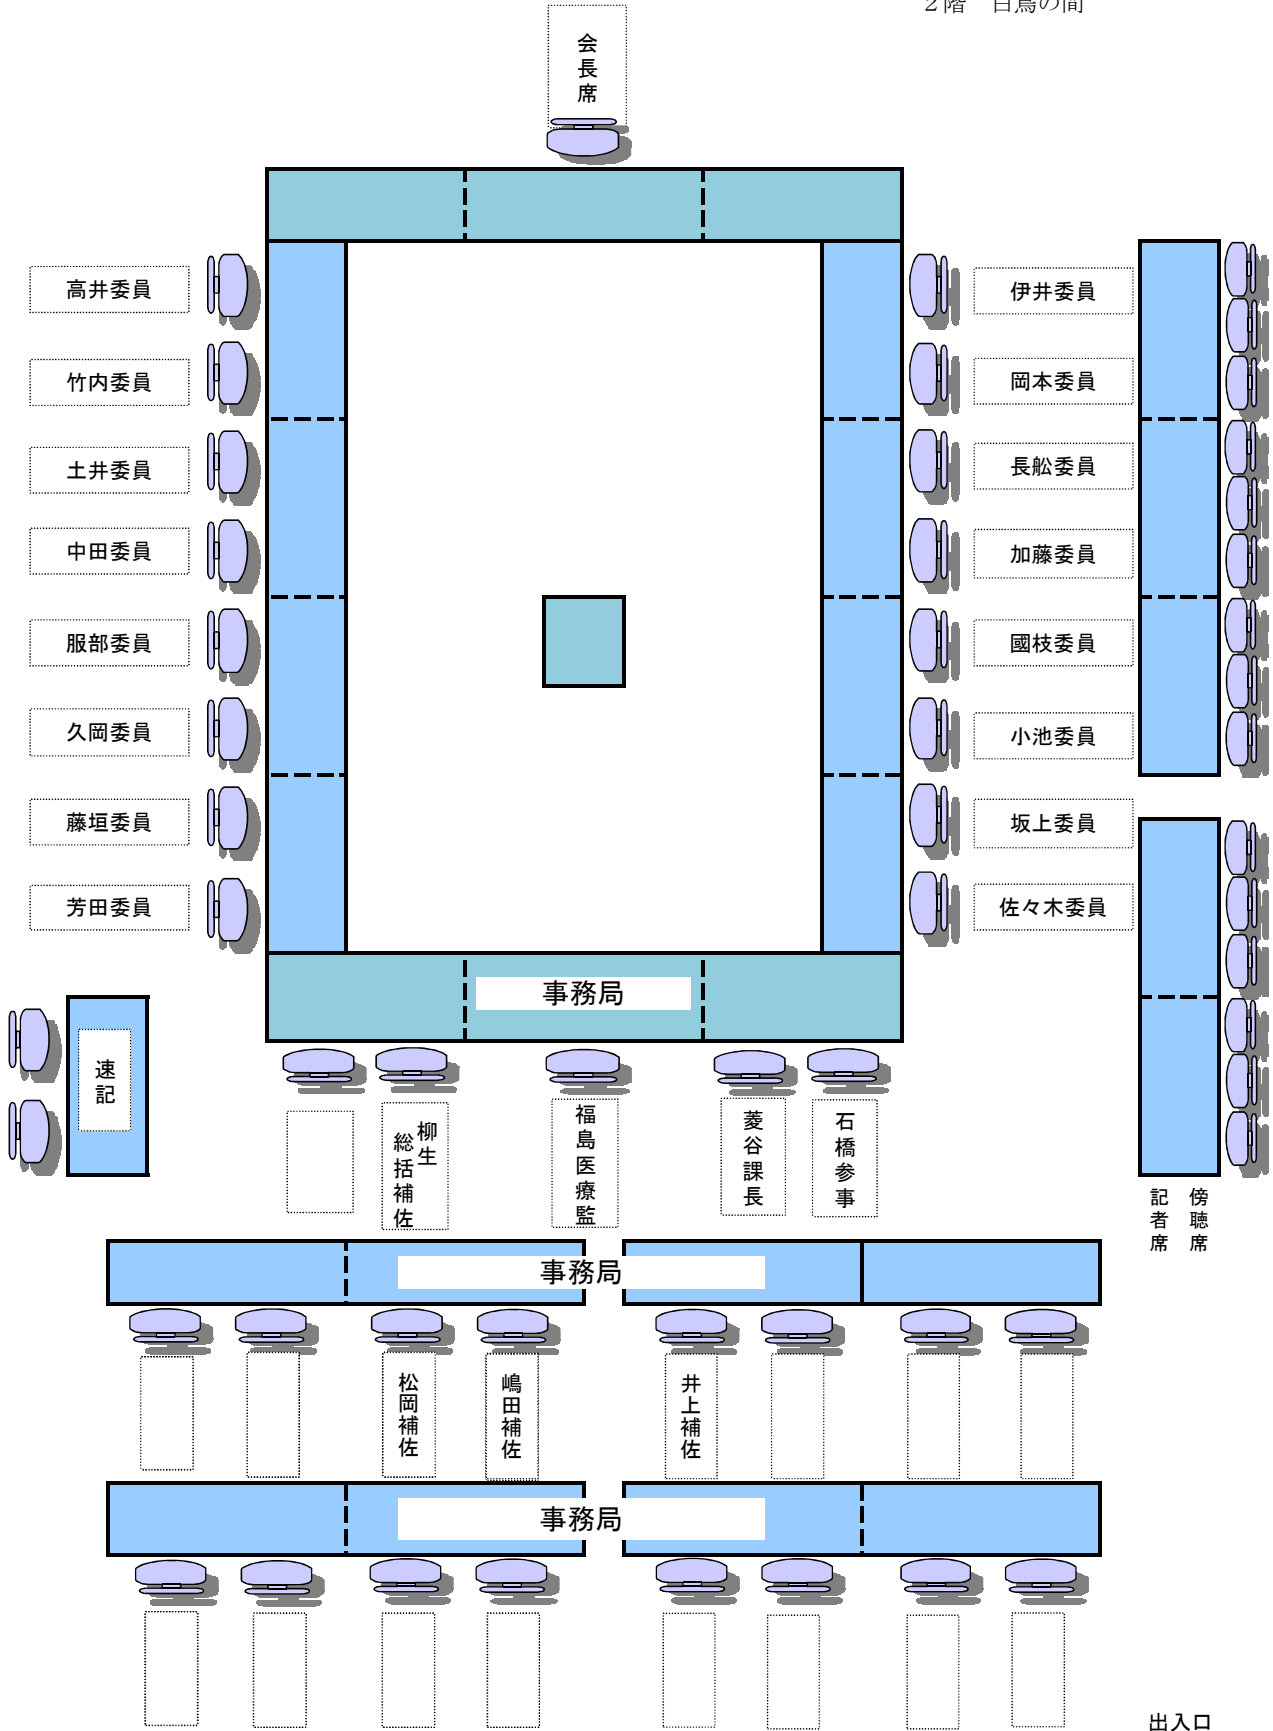 2階 白鳥の間
会長席
高井委員
伊井委員
竹内委員
岡本委員
土井委員
長舩委員
中田委員
加藤委員
服部委員
國枝委員
久岡委員
小池委員
藤垣委員
坂上委員
芳田委員
佐々木委員
事務局
速記
柳生
総括補佐
福島医療監
菱谷課長
石橋参事
傍聴席
記者席
事務局
松岡補佐
嶋田補佐
井上補佐
事務局
出入口